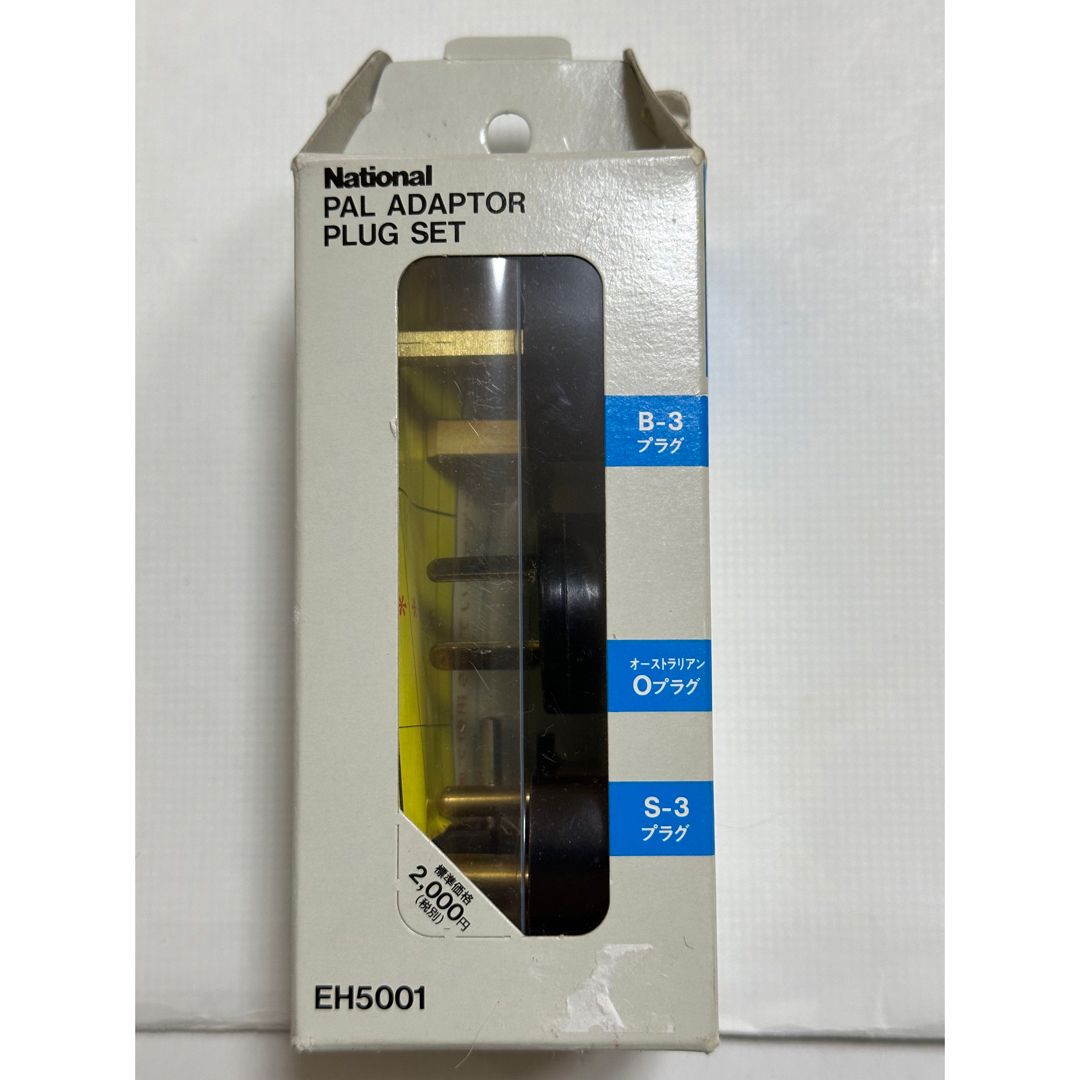 National
PAL ADAPTOR
PLUG SET
B-3
プラグ
オーストラリアン
Oプラグ
S-3
プラグ
標準価格
2,000円
(税別)
EH5001